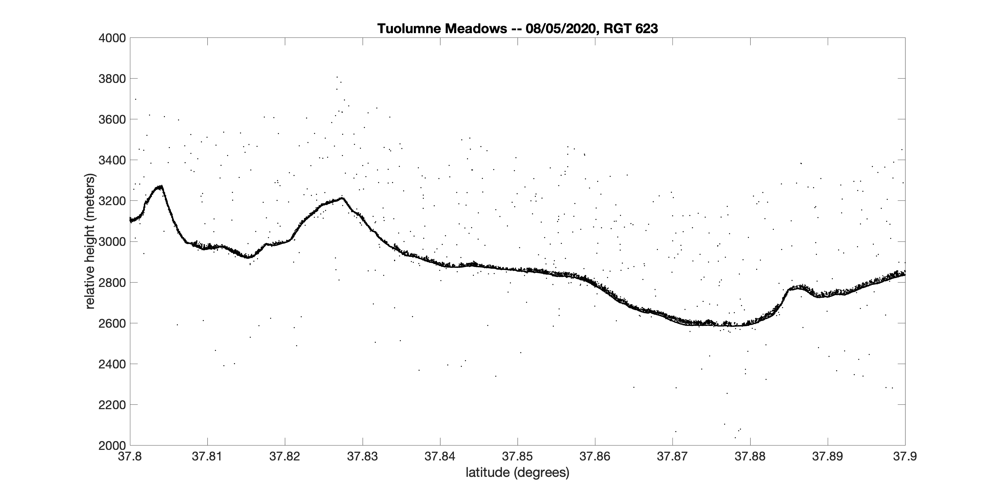 Tuolumne Meadows -- 08/05/2020, RGT 623
4000
3800
3600
3400
3200
3000
2800
2600
2400
2200
2000
relative height (meters)
37.8 37.81 37.82 37.83 37.84 37.85 37.86 37.87 37.88 37.89 37.9
latitude (degrees)